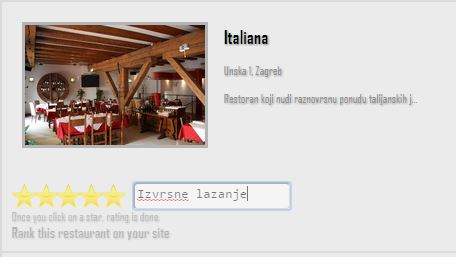 Italiana
Unska 1, Zagreb
Restoran koji nudi raznovrsnu ponudu talijanskih j...
Izvrsne lazanje
Once you click on a star, rating is done.
Rank this restaurant on your site